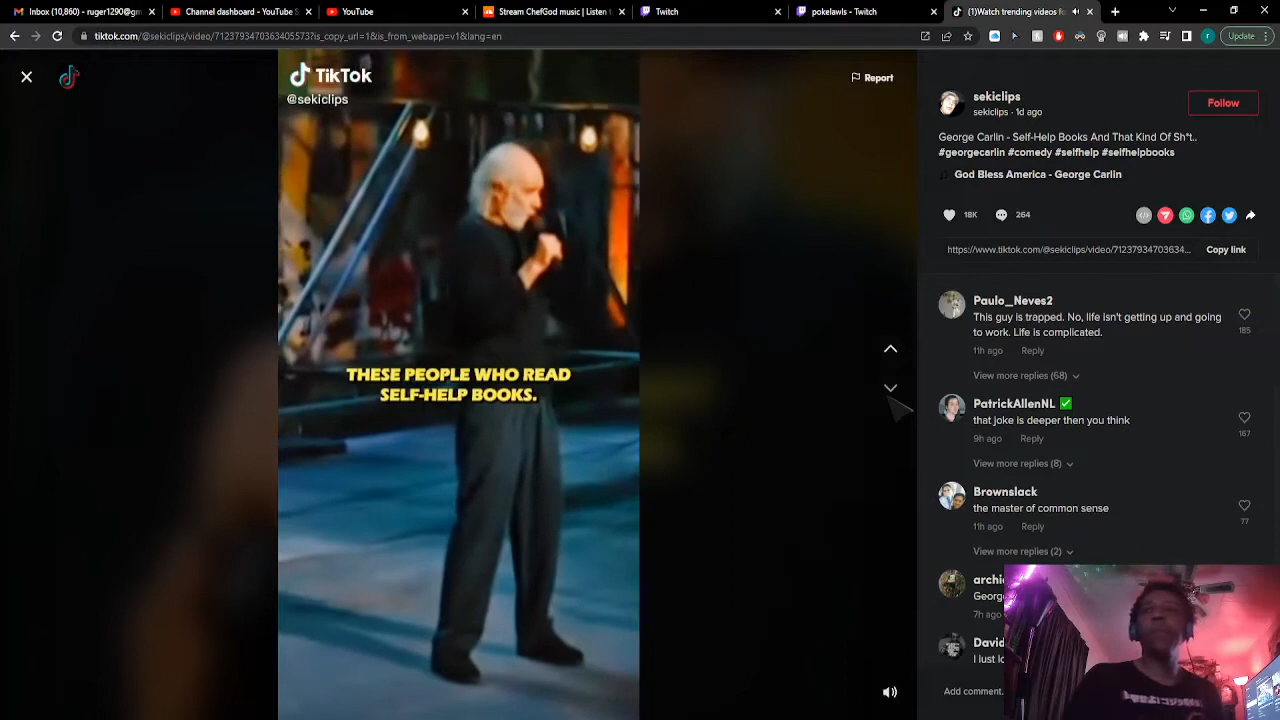 Inbox (10,860) - ruger1290@gm
Channel dashboard - YouTube S
YouTube
Stream ChefGod music | Listen t
Twitch
pokelawls - Twitch
(1)Watch trending videos fo
tiktok.com/@sekiclips/video/7123793470363405573?is_copy_url=1&is_from_webapp=v1&lang=en
Update
TikTok
@sekiclips
Report
THESE PEOPLE WHO READ
SELF-HELP BOOKS.
sekiclips
sekiclips · 1d ago
Follow
George Carlin - Self-Help Books And That Kind Of Sh*t..
#georgecarlin #comedy #selfhelp #selfhelpbooks
God Bless America - George Carlin
18K
264
https://www.tiktok.com/@sekiclips/video/71237934703634...
Copy link
Paulo_Neves2
This guy is trapped. No, life isn't getting up and going
to work. Life is complicated.
185
11h ago
Reply
View more replies (68)
PatrickAllenNL ✅
that joke is deeper then you think
167
9h ago
Reply
View more replies (8)
Brownslack
the master of common sense
77
11h ago
Reply
View more replies (2)
archi
Georg
7h ago
David
I lust lo
Add comment.